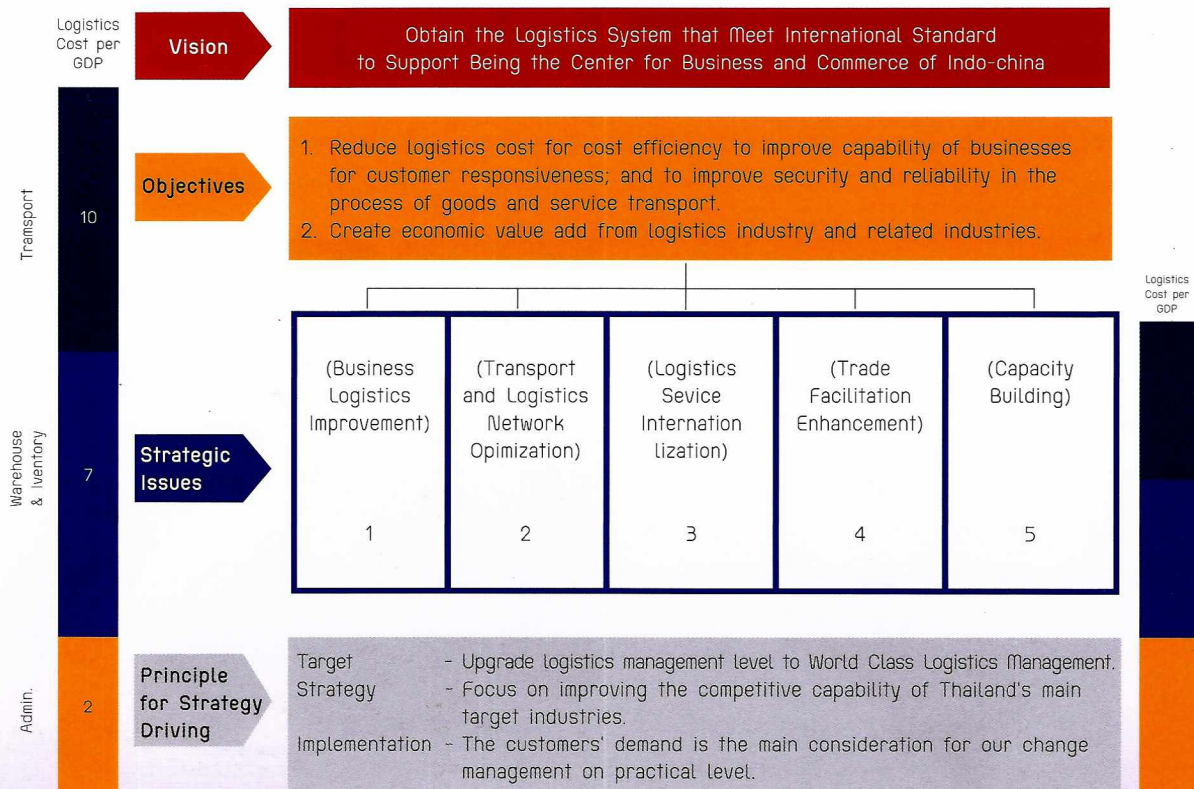 Logistics
Cost per
GDP
Vision
Obtain the Logistics System that Meet International Standard
to Support Being the Center for Business and Commerce of Indo-china
Tramsport
10
Objectives
1. Reduce logistics cost for cost efficiency to improve capability of businesses
for customer responsiveness; and to improve security and reliability in the
process of goods and service transport.
2. Create economic value add from logistics industry and related industries.
Logistics
Cost per
GDP
Warehouse
& Iventory
7
Strategic
Issues
(Business
Logistics
Improvement)
1
(Transport
and Logistics
Network
Opimization)
2
(Logistics
Sevice
Internation
lization)
3
(Trade
Facilitation
Enhancement)
4
(Capacity
Building)
5
Admin.
2
Principle
for Strategy
Driving
Target - Upgrade logistics management level to World Class Logistics Management.
Strategy - Focus on improving the competitive capability of Thailand's main
target industries.
Implementation - The customers' demand is the main consideration for our change
management on practical level.